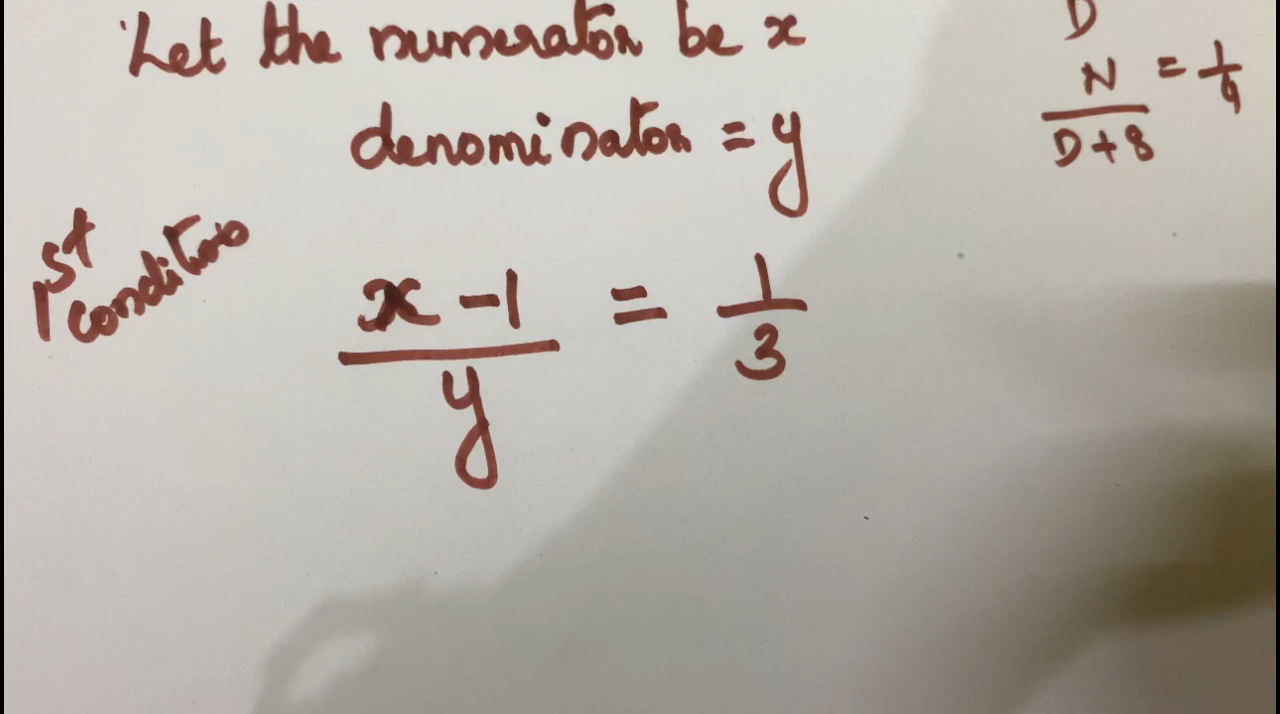 Let the numerator be x
denominator = y
1st condition
x - 1 = 1
y 3
D
N = 1
D + 8 4